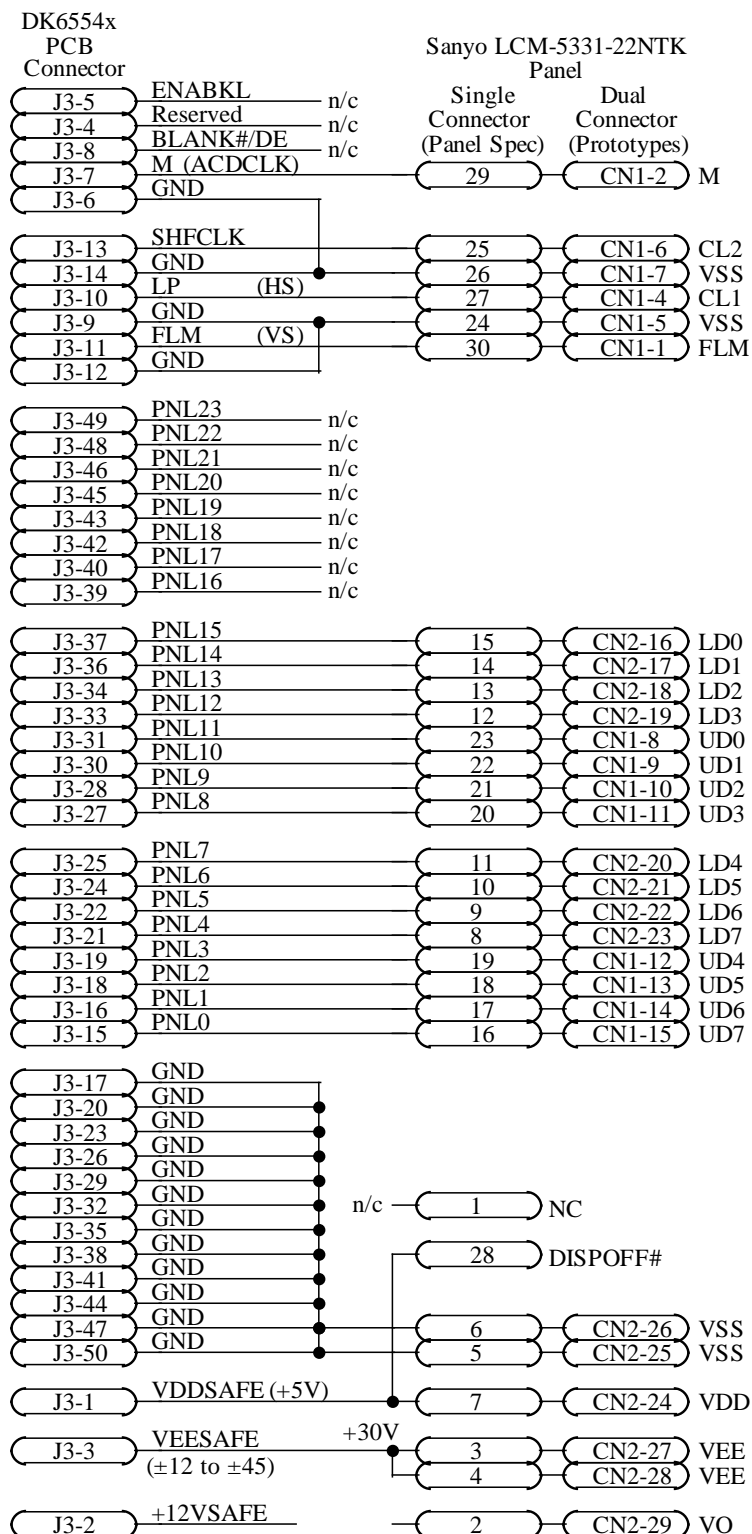 DK6554x
PCB
Connector
Sanyo LCM-5331-22NTK
Panel
Single
Connector
(Panel Spec)
Dual
Connector
(Prototypes)
J3-5 ENABKL n/c
J3-4 Reserved n/c
J3-8 BLANK#/DE n/c
J3-7 M (ACDCLK) 29 CN1-2 M
J3-6 GND
J3-13 SHFCLK 25 CN1-6 CL2
J3-14 GND 26 CN1-7 VSS
J3-10 LP (HS) 27 CN1-4 CL1
J3-9 GND 24 CN1-5 VSS
J3-11 FLM (VS) 30 CN1-1 FLM
J3-12 GND
J3-49 PNL23 n/c
J3-48 PNL22 n/c
J3-46 PNL21 n/c
J3-45 PNL20 n/c
J3-43 PNL19 n/c
J3-42 PNL18 n/c
J3-40 PNL17 n/c
J3-39 PNL16 n/c
J3-37 PNL15 15 CN2-16 LD0
J3-36 PNL14 14 CN2-17 LD1
J3-34 PNL13 13 CN2-18 LD2
J3-33 PNL12 12 CN2-19 LD3
J3-31 PNL11 23 CN1-8 UD0
J3-30 PNL10 22 CN1-9 UD1
J3-28 PNL9 21 CN1-10 UD2
J3-27 PNL8 20 CN1-11 UD3
J3-25 PNL7 11 CN2-20 LD4
J3-24 PNL6 10 CN2-21 LD5
J3-22 PNL5 9 CN2-22 LD6
J3-21 PNL4 8 CN2-23 LD7
J3-19 PNL3 19 CN1-12 UD4
J3-18 PNL2 18 CN1-13 UD5
J3-16 PNL1 17 CN1-14 UD6
J3-15 PNL0 16 CN1-15 UD7
J3-17 GND
J3-20 GND
J3-23 GND
J3-26 GND
J3-29 GND
J3-32 GND n/c 1 NC
J3-35 GND
J3-38 GND 28 DISPOFF#
J3-41 GND
J3-44 GND
J3-47 GND 6 CN2-26 VSS
J3-50 GND 5 CN2-25 VSS
J3-1 VDDSAFE (+5V) 7 CN2-24 VDD
J3-3 VEESAFE +30V 3 CN2-27 VEE
(±12 to ±45) 4 CN2-28 VEE
J3-2 +12VSAFE 2 CN2-29 VO